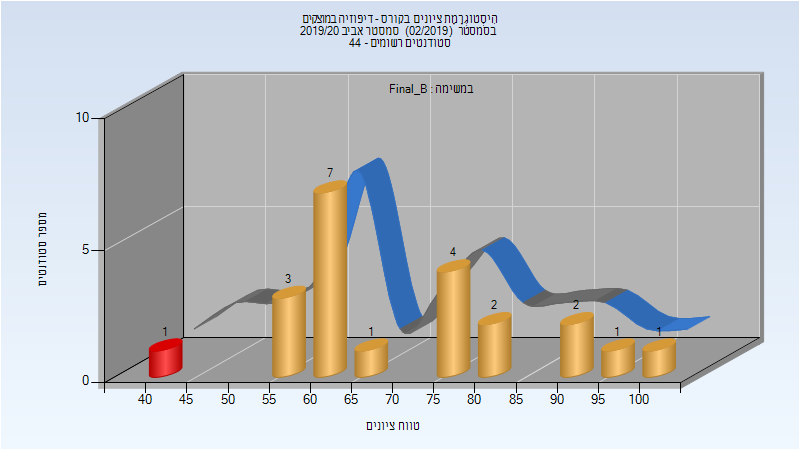 היסטוגרמת ציונים בקורס - דיפוזיה במוצקים
בסמסטר (02/2019) סמסטר אביב 2019/20
סטודנטים רשומים - 44
במשימה : Final_B
מספר סטודנטים
10
5
0
1
3
7
1
4
2
2
1
1
40 45 50 55 60 65 70 75 80 85 90 95 100
טווח ציונים